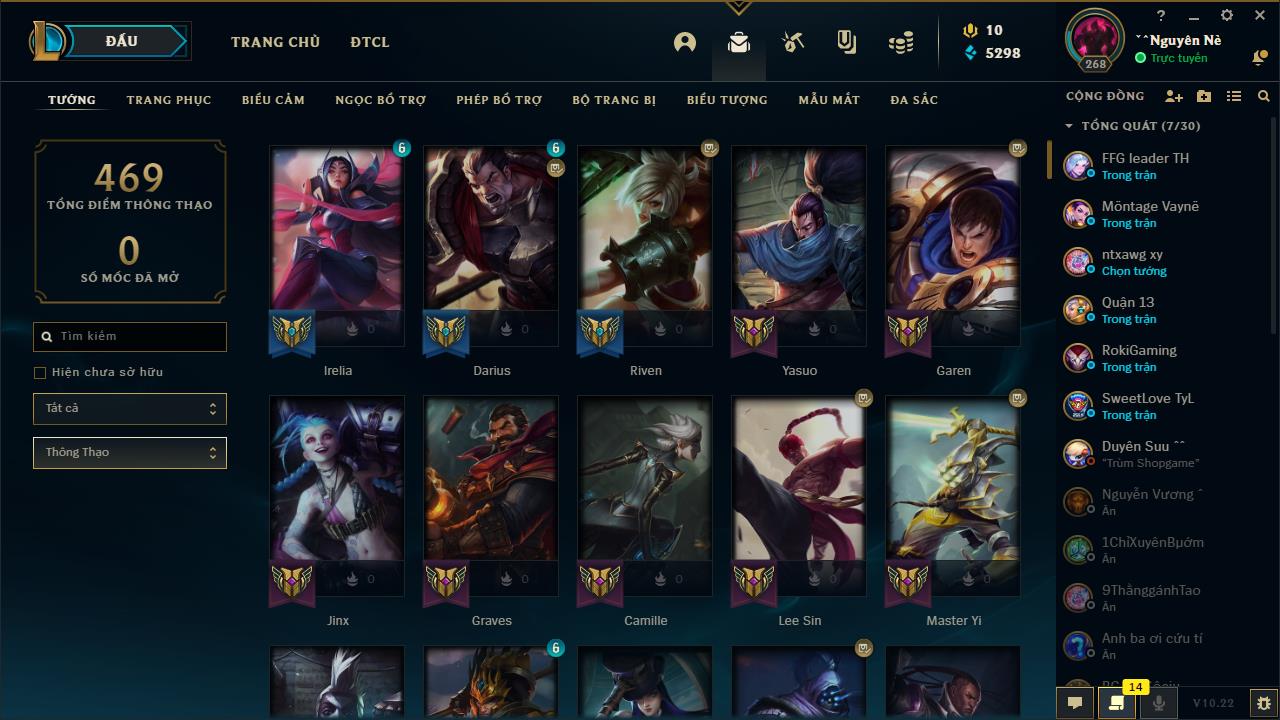 ĐẤU
TRANG CHỦ
ĐTCL
10
5298
268
?
ˇˆNguyên Nè
Trực tuyến
TƯỚNG
TRANG PHỤC
BIỂU CẢM
NGỌC BỔ TRỢ
PHÉP BỔ TRỢ
BỘ TRANG BỊ
BIỂU TƯỢNG
MẪU MẮT
ĐA SẮC
469
TỔNG ĐIỂM THÔNG THẠO
0
SỐ MỐC ĐÃ MỞ
Tìm kiếm
Hiện chưa sở hữu
Tất cả
Thông Thạo
6
6
0
0
0
0
0
Irelia
Darius
Riven
Yasuo
Garen
0
0
0
0
0
Jinx
Graves
Camille
Lee Sin
Master Yi
6
CỘNG ĐỒNG
TỔNG QUÁT (7/30)
FFG leader TH
Trong trận
Möntage Vaynë
Trong trận
ntxawg xy
Chọn tướng
Quân 13
Trong trận
RokiGaming
Trong trận
SweetLove TyL
Trong trận
Duyên Suu ˆˆ
"Trùm Shopgame"
Nguyễn Vương ˆ
Ẩn
1ChiXuyênBướm
Ẩn
9ThằnggánhTao
Ẩn
Anh ba ơi cứu tí
Ẩn
14
V10.22